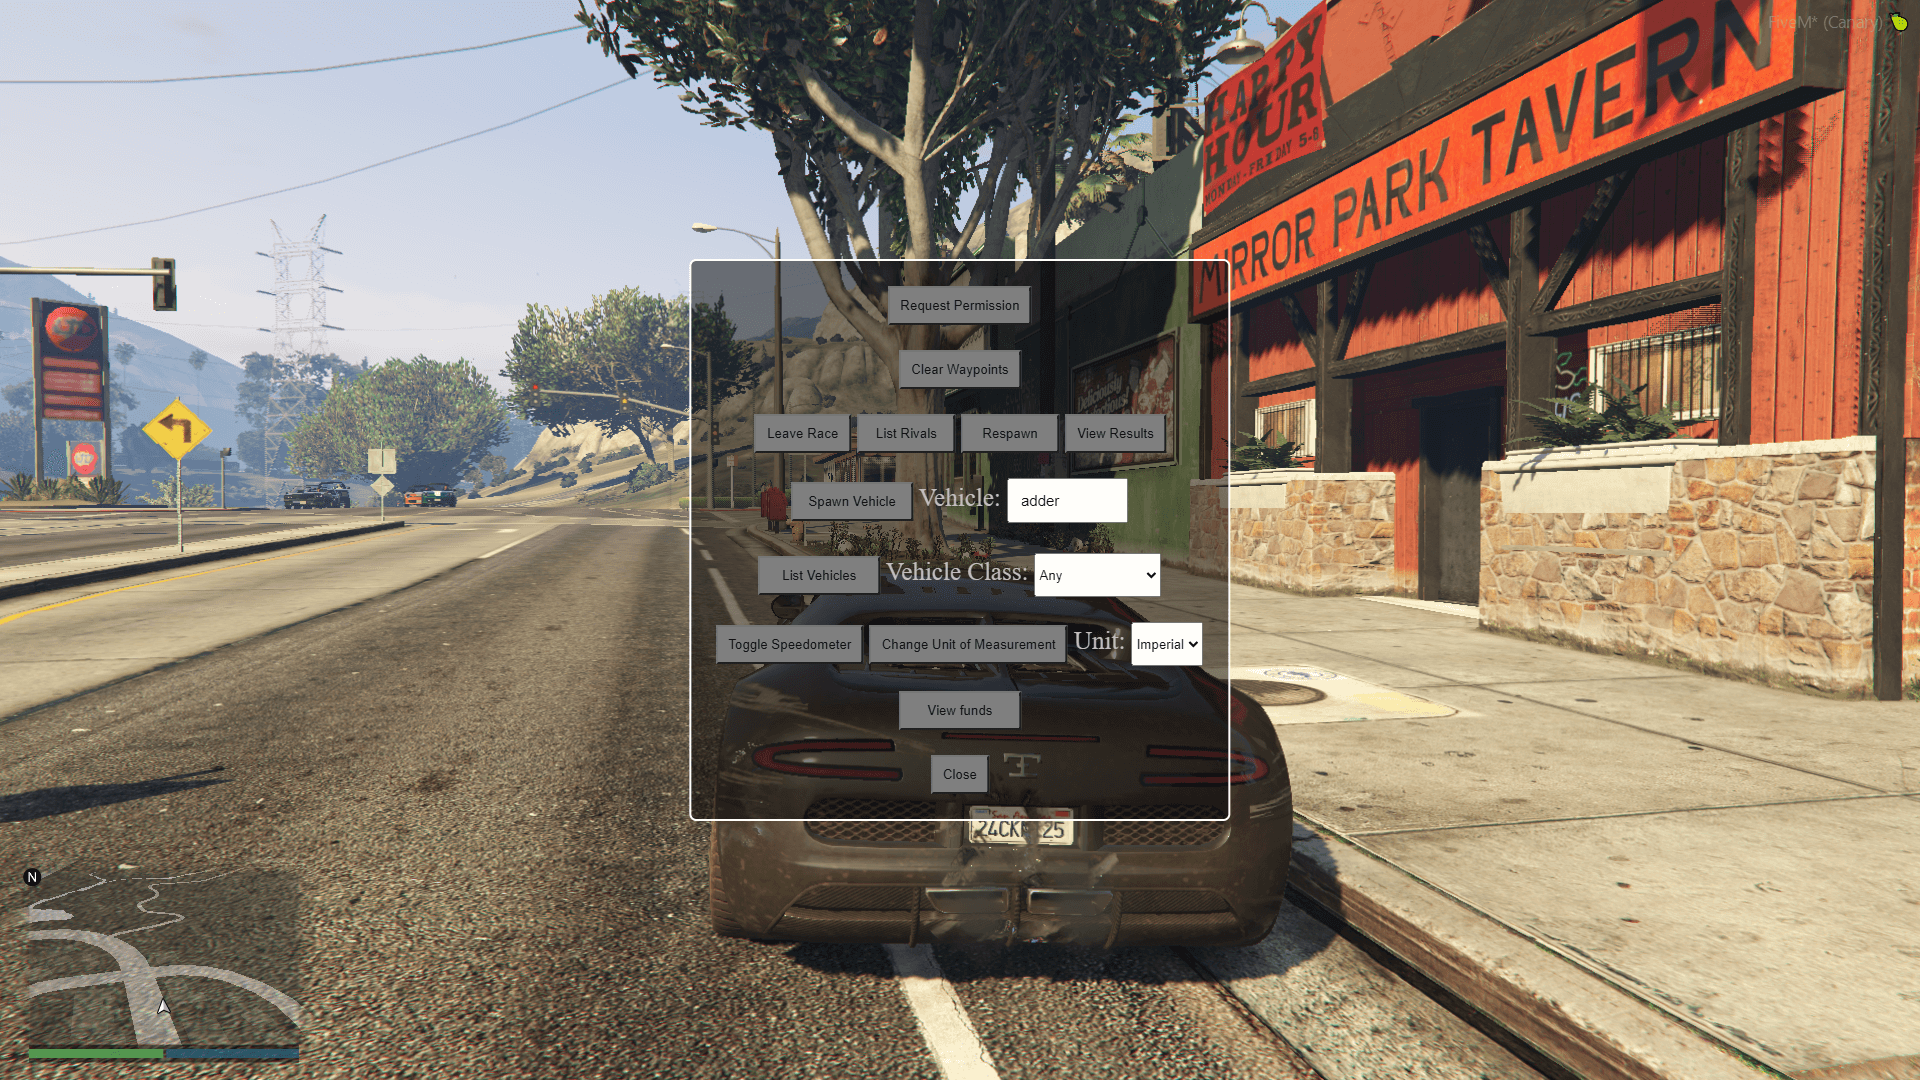 FiveM* (Canary)
HAPPY
HOUR
MONDAY-FRIDAY 5-8
MIRROR PARK TAVERN
Request Permission
Clear Waypoints
Leave Race List Rivals Respawn View Results
Spawn Vehicle Vehicle: adder
List Vehicles Vehicle Class: Any
Toggle Speedometer Change Unit of Measurement Unit: Imperial
View funds
Close
N